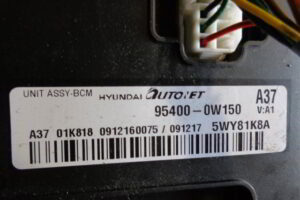 UNIT ASSY-BCM HYUNDAI AUTONET A37
95400-0W150 V:A1
A37 01K818 0912160075 / 091217 5WY81K8A